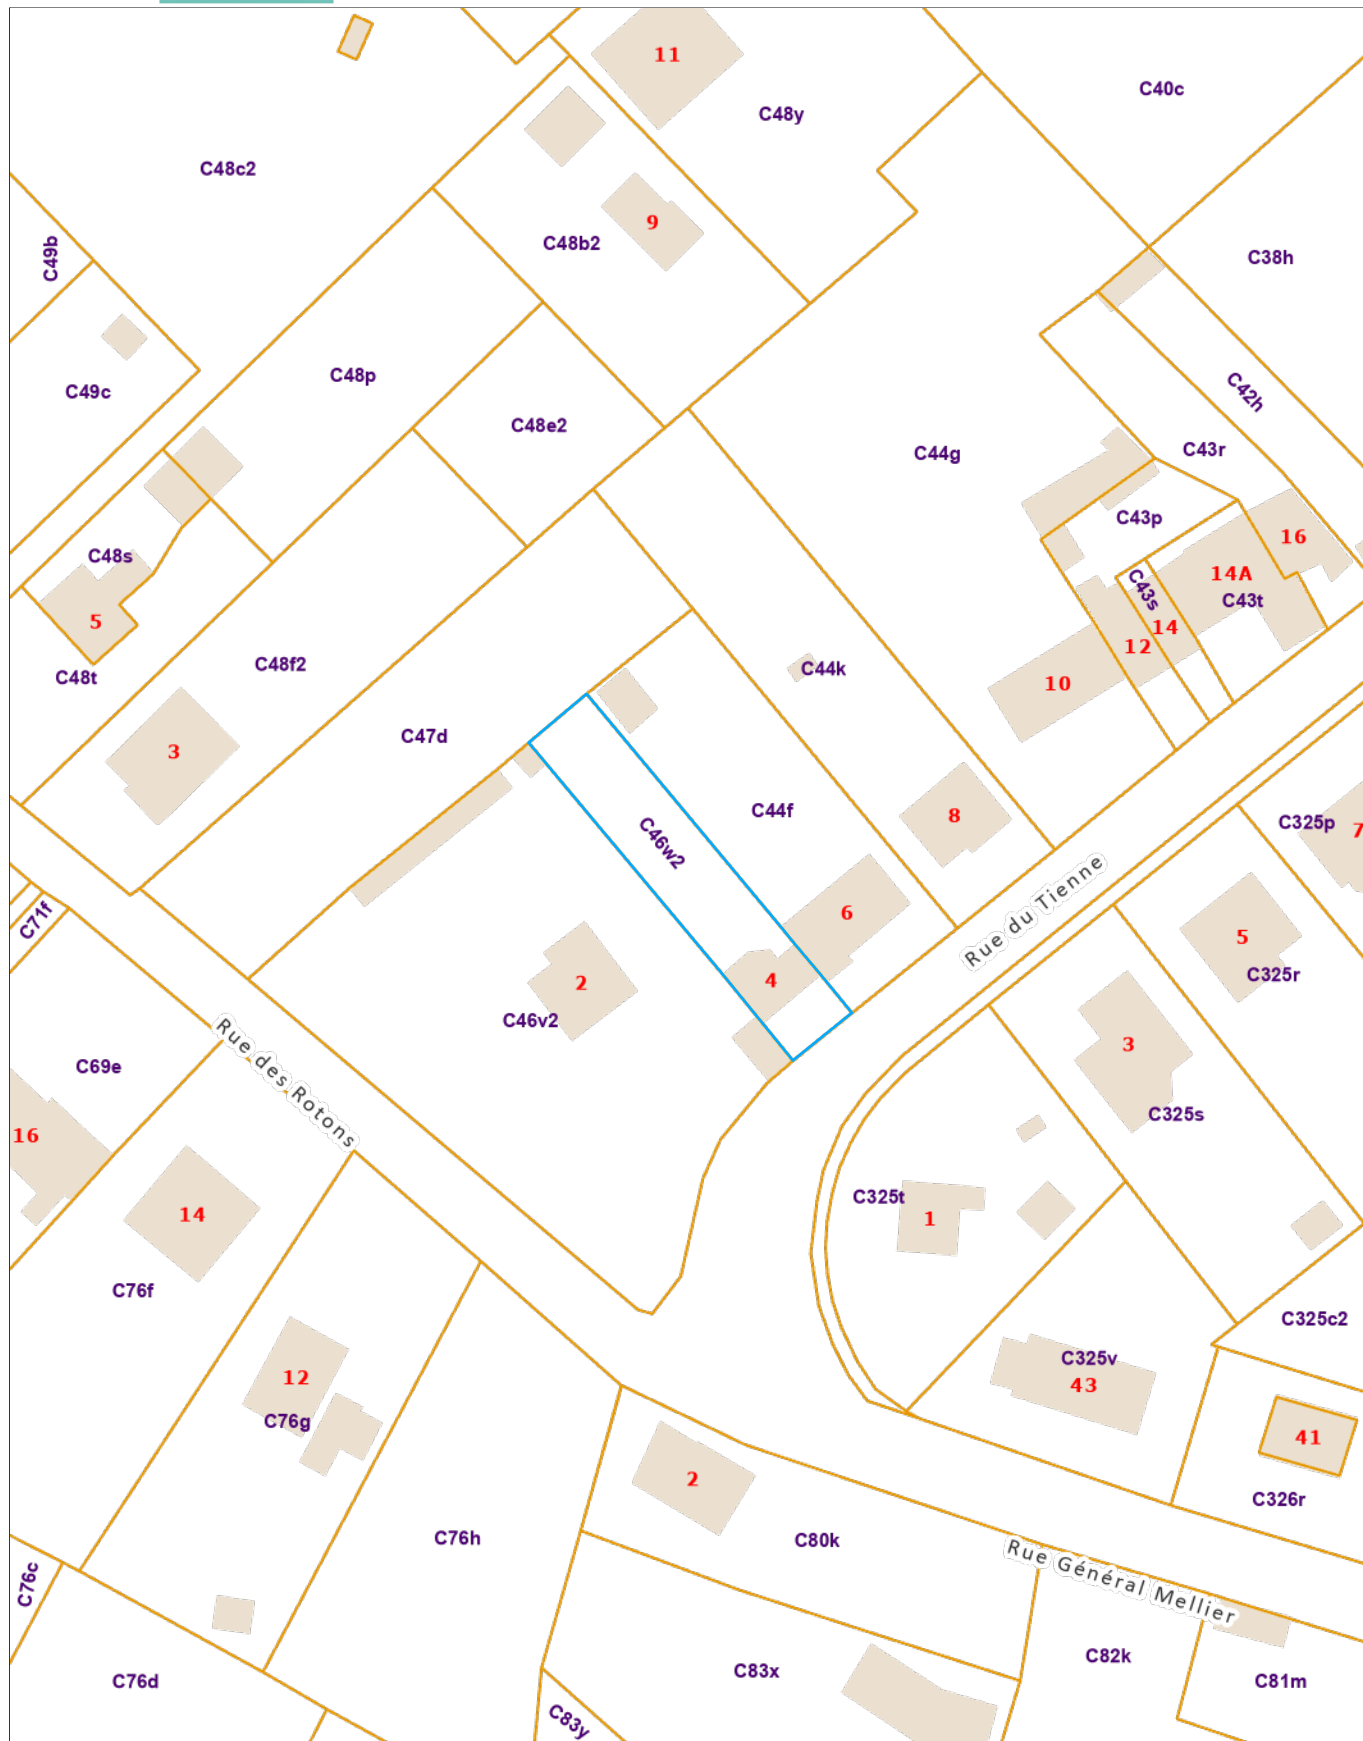 11
C40c
C48y
C48c2
9
C48b2
C49b
C38h
C48p
C49c
C42h
C48e2
C44g
C43r
C43p
16
C48s
14A
C43s
C43t
5
14
12
C48f2
C44k
C48t
10
C47d
3
C44f
8
C325p
7
C46w2
Rue du Tienne
6
C71f
5
C325r
4
2
C46v2
3
Rue des Rotons
C69e
C325s
16
C325t
14
1
C76f
C325c2
C325v
12
43
C76g
41
2
C326r
C76h
C80k
Rue Général Mellier
C76c
C82k
C83x
C76d
C81m
C83y